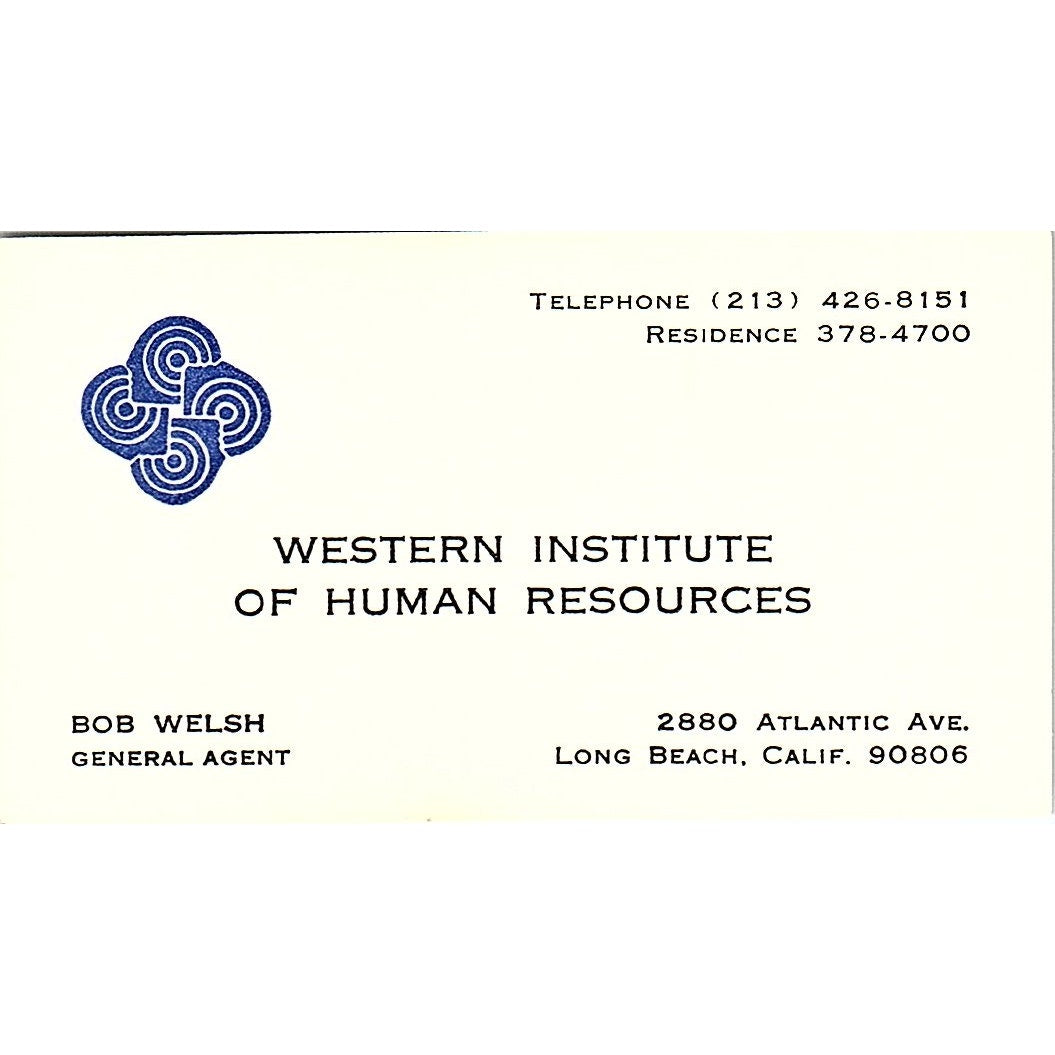 TELEPHONE (213) 426-8151
RESIDENCE 378-4700
WESTERN INSTITUTE
OF HUMAN RESOURCES
BOB WELSH
GENERAL AGENT
2880 ATLANTIC AVE.
LONG BEACH, CALIF. 90806